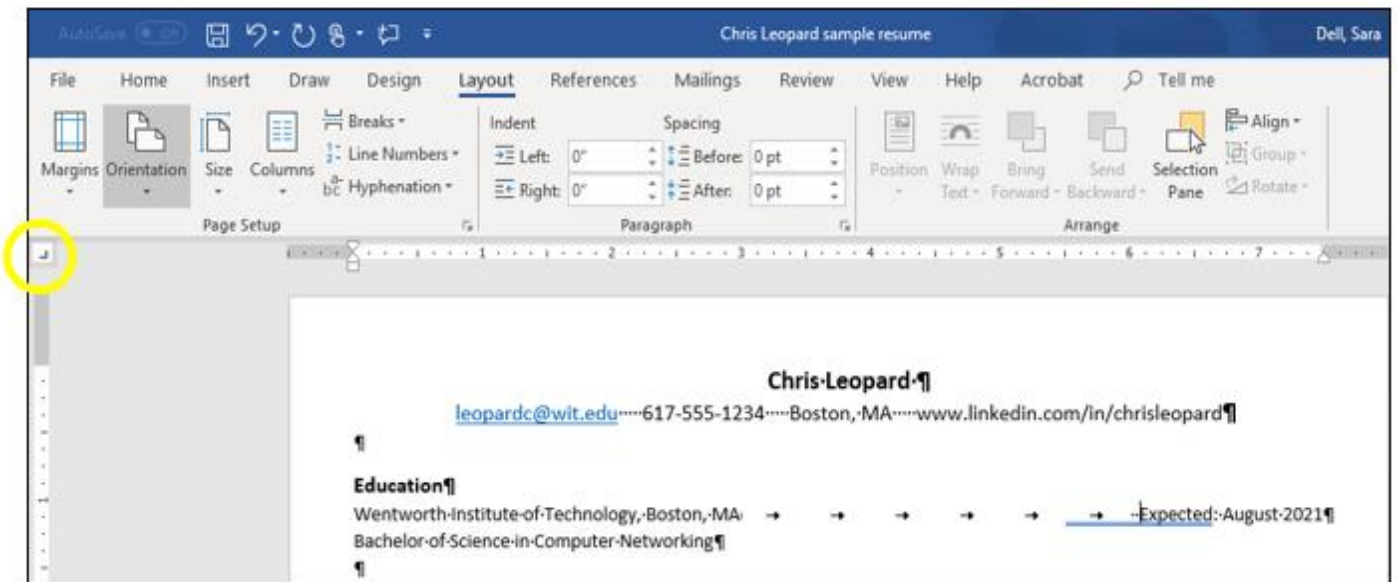 AutoSave Off Chris Leopard sample resume Dell, Sara
File Home Insert Draw Design Layout References Mailings Review View Help Acrobat Tell me
Breaks Indent Spacing Align
Line Numbers Left: 0" Before: 0 pt Group
Margins Orientation Size Columns Position Wrap Bring Send Selection
Hyphenation Right: 0" After: 0 pt Text Forward Backward Pane Rotate
Page Setup Paragraph Arrange
1 2 3 4 5 6 7
Chris·Leopard·¶
leopardc@wit.edu·····617-555-1234·····Boston,·MA·····www.linkedin.com/in/chrisleopard¶
¶
Education¶
Wentworth·Institute·of·Technology,·Boston,·MA → → → → → → ··Expected:·August·2021¶
Bachelor·of·Science·in·Computer·Networking¶
¶